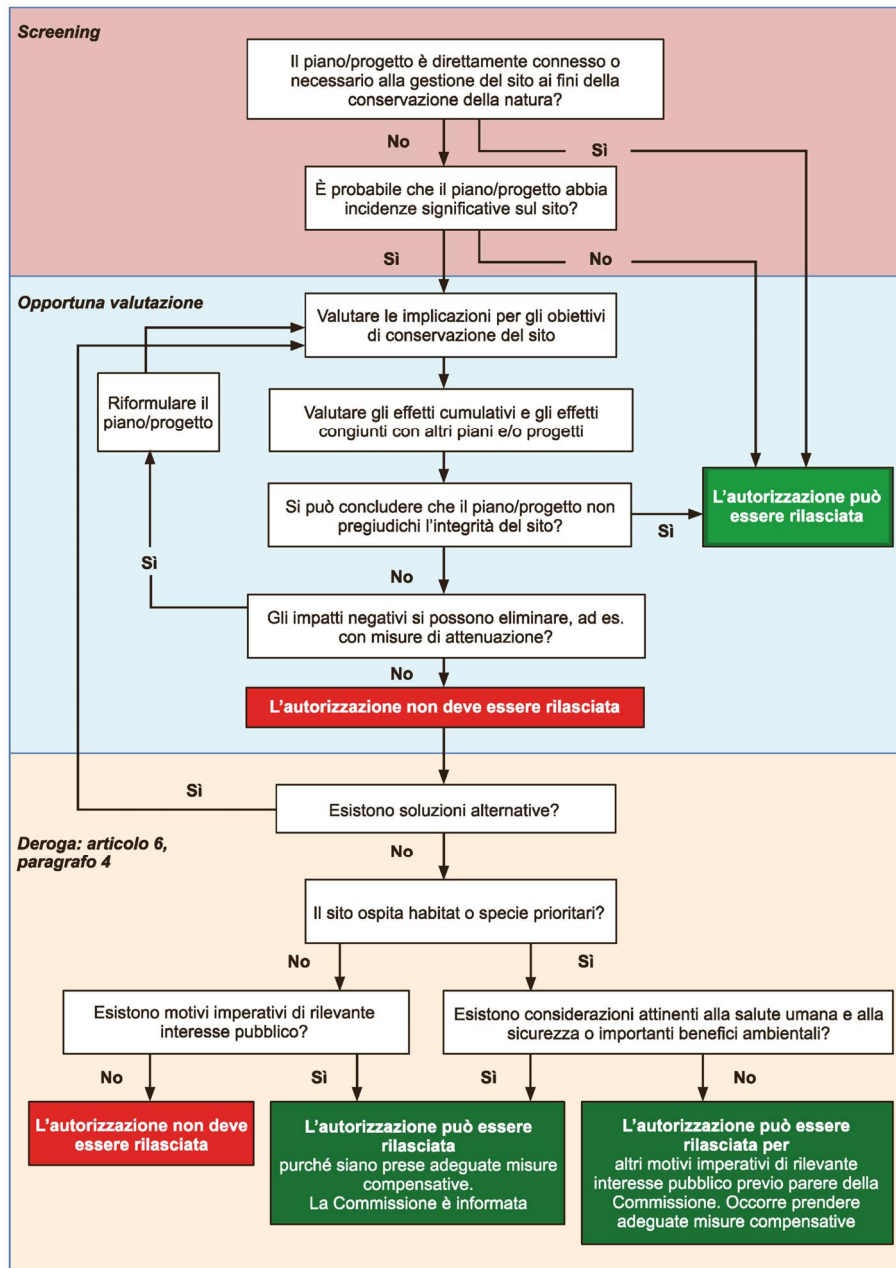 Screening
Il piano/progetto è direttamente connesso o
necessario alla gestione del sito ai fini della
conservazione della natura?
No
Sì
È probabile che il piano/progetto abbia
incidenze significative sul sito?
Sì
No
Opportuna valutazione
Valutare le implicazioni per gli obiettivi
di conservazione del sito
Riformulare il
piano/progetto
Valutare gli effetti cumulativi e gli effetti
congiunti con altri piani e/o progetti
Si può concludere che il piano/progetto non
pregiudichi l'integrità del sito?
Sì
L'autorizzazione può
essere rilasciata
No
Sì
Gli impatti negativi si possono eliminare, ad es.
con misure di attenuazione?
No
L'autorizzazione non deve essere rilasciata
Sì
Esistono soluzioni alternative?
Deroga: articolo 6,
paragrafo 4
No
Il sito ospita habitat o specie prioritari?
No
Sì
Esistono motivi imperativi di rilevante
interesse pubblico?
Esistono considerazioni attinenti alla salute umana e alla
sicurezza o importanti benefici ambientali?
No
Sì
Sì
No
L'autorizzazione non deve
essere rilasciata
L'autorizzazione può essere
rilasciata
purché siano prese adeguate misure
compensative.
La Commissione è informata
L'autorizzazione può essere
rilasciata per
altri motivi imperativi di rilevante
interesse pubblico previo parere della
Commissione. Occorre prendere
adeguate misure compensative